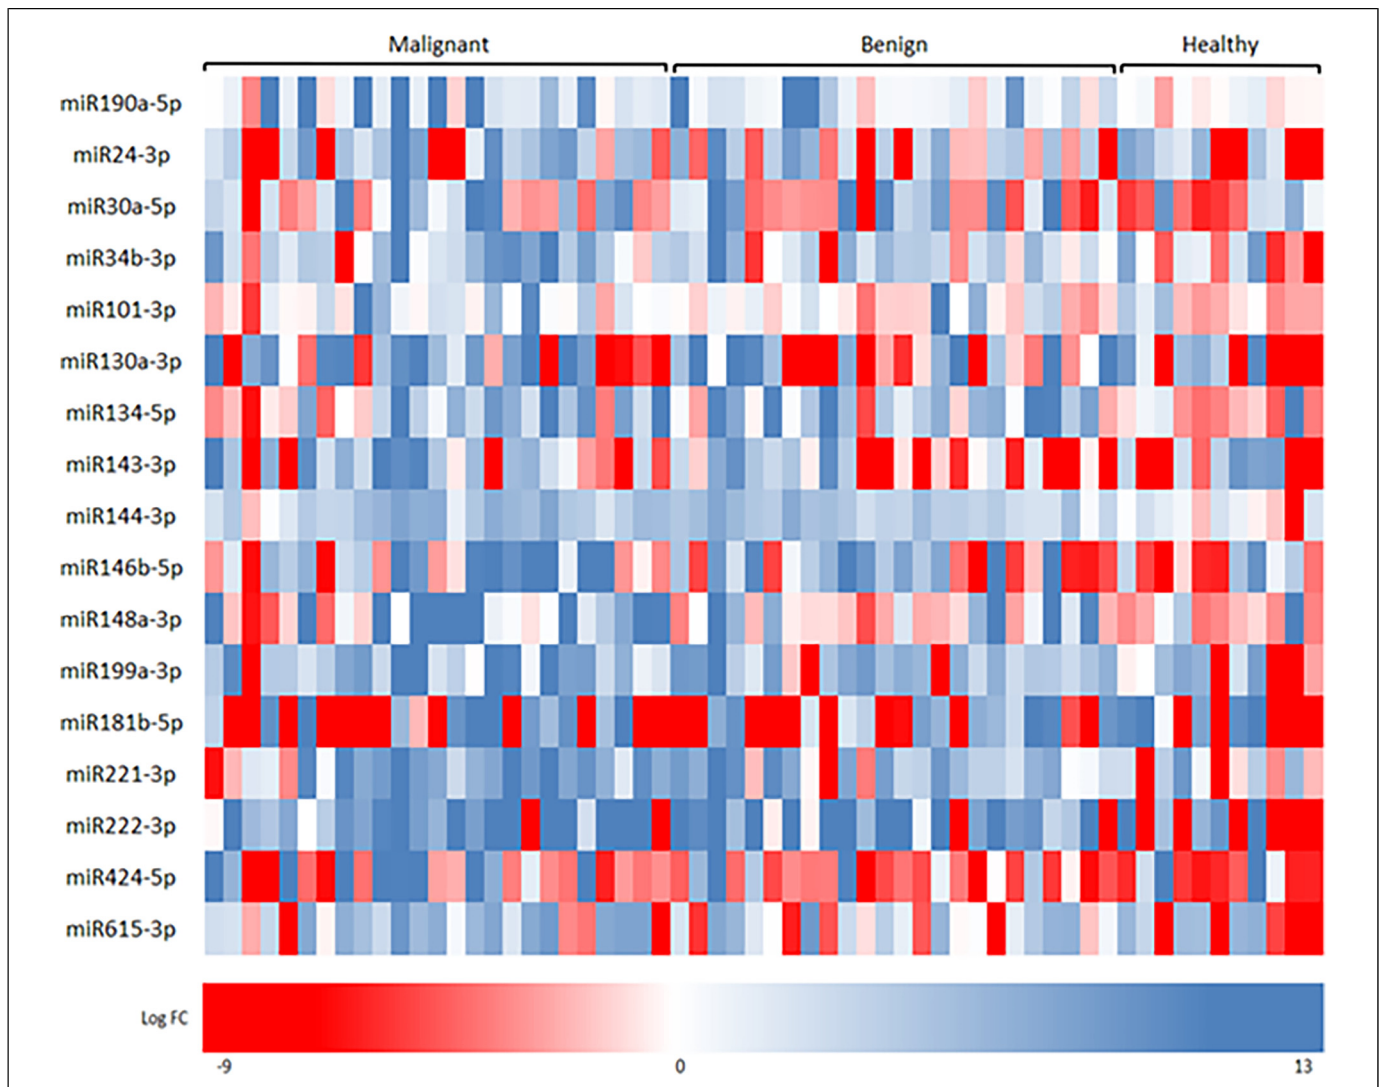 Malignant Benign Healthy
miR190a-5p
miR24-3p
miR30a-5p
miR34b-3p
miR101-3p
miR130a-3p
miR134-5p
miR143-3p
miR144-3p
miR146b-5p
miR148a-3p
miR199a-3p
miR181b-5p
miR221-3p
miR222-3p
miR424-5p
miR615-3p
Log FC
-9 0 13